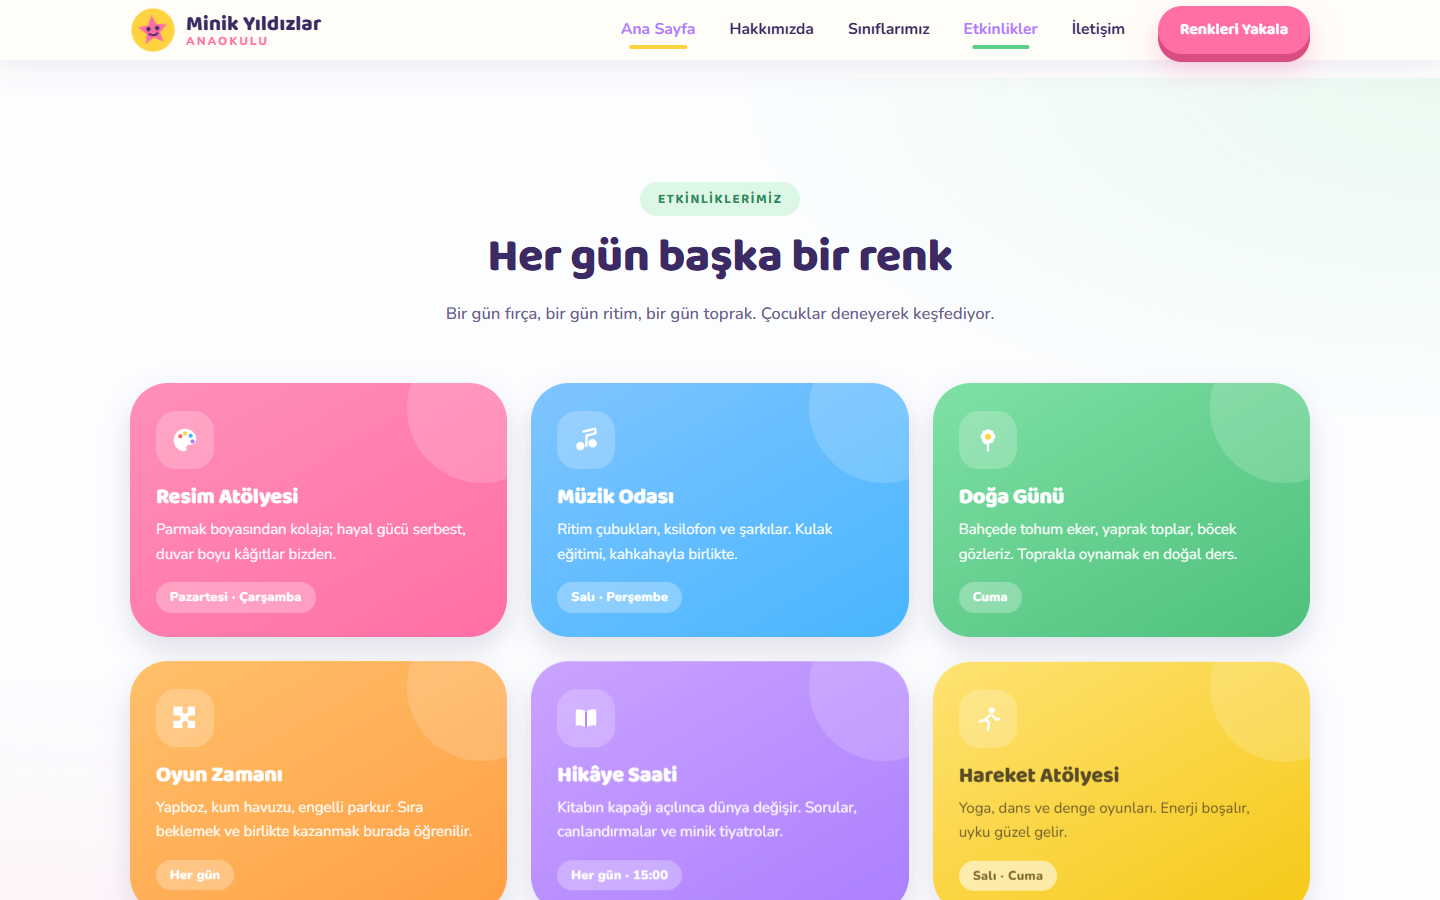 Minik Yıldızlar
ANAOKULU
Ana Sayfa
Hakkımızda
Sınıflarımız
Etkinlikler
İletişim
Renkleri Yakala
ETKİNLİKLERİMİZ
Her gün başka bir renk
Bir gün fırça, bir gün ritim, bir gün toprak. Çocuklar deneyerek keşfediyor.
Resim Atölyesi
Parmak boyasından kolaja; hayal gücü serbest,
duvar boyu kâğıtlar bizden.
Pazartesi · Çarşamba
Müzik Odası
Ritim çubukları, ksilofon ve şarkılar. Kulak
eğitimi, kahkahayla birlikte.
Salı · Perşembe
Doğa Günü
Bahçede tohum eker, yaprak toplar, böcek
gözleriz. Toprakla oynamak en doğal ders.
Cuma
Oyun Zamanı
Yapboz, kum havuzu, engelli parkur. Sıra
beklemek ve birlikte kazanmak burada öğrenilir.
Her gün
Hikâye Saati
Kitabın kapağı açılınca dünya değişir. Sorular,
canlandırmalar ve minik tiyatrolar.
Her gün · 15:00
Hareket Atölyesi
Yoga, dans ve denge oyunları. Enerji boşalır,
uyku güzel gelir.
Salı · Cuma